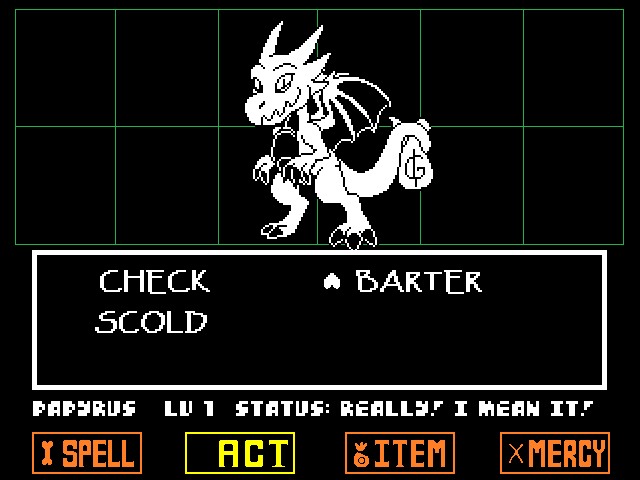 G
CHECK BARTER
SCOLD
PAPYRUS LV 1 STATUS: REALLY! I MEAN IT!
SPELL ACT ITEM MERCY